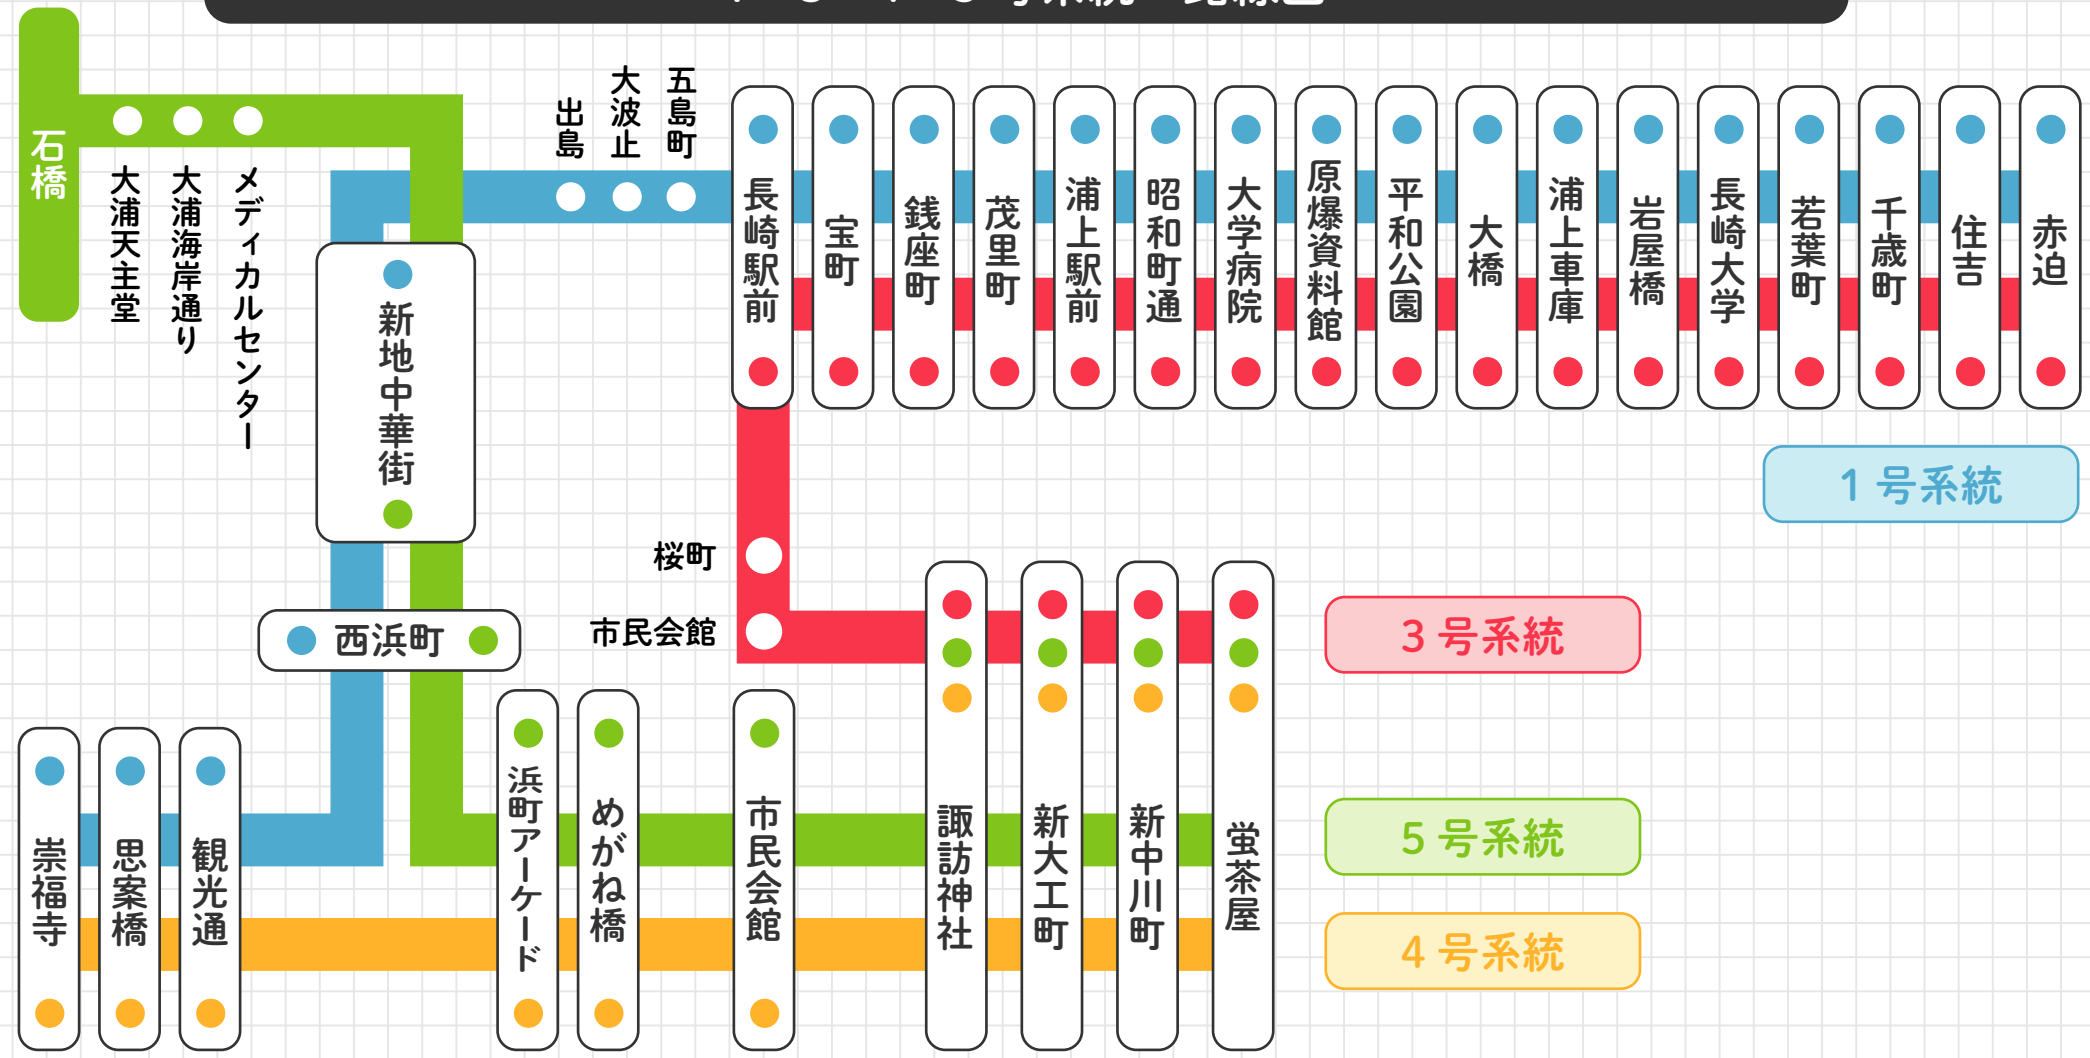 石橋
大浦天主堂
大浦海岸通り
メディカルセンター
新地中華街
西浜町
出島
大波止
五島町
長崎駅前
宝町
銭座町
茂里町
浦上駅前
昭和町通
大学病院
原爆資料館
平和公園
大橋
浦上車庫
岩屋橋
長崎大学
若葉町
千歳町
住吉
赤迫
1 号系統
桜町
市民会館
3 号系統
崇福寺
思案橋
観光通
浜町アーケード
めがね橋
市民会館
諏訪神社
新大工町
新中川町
蛍茶屋
5 号系統
4 号系統